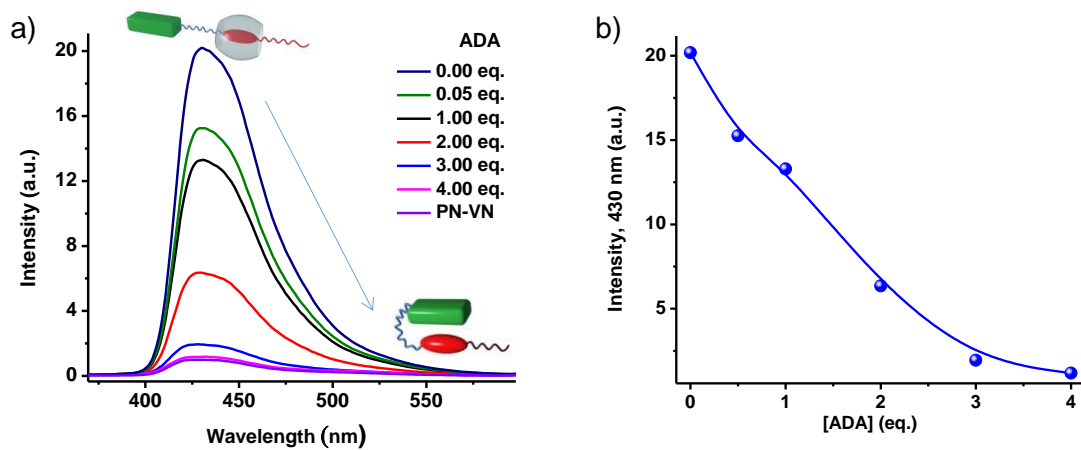 a)
ADA
0.00 eq.
0.05 eq.
1.00 eq.
2.00 eq.
3.00 eq.
4.00 eq.
PN-VN
Intensity (a.u.)
20
16
12
8
4
0
400
450
500
550
Wavelength (nm)
b)
Intensity, 430 nm (a.u.)
20
15
10
5
0
1
2
3
4
[ADA] (eq.)